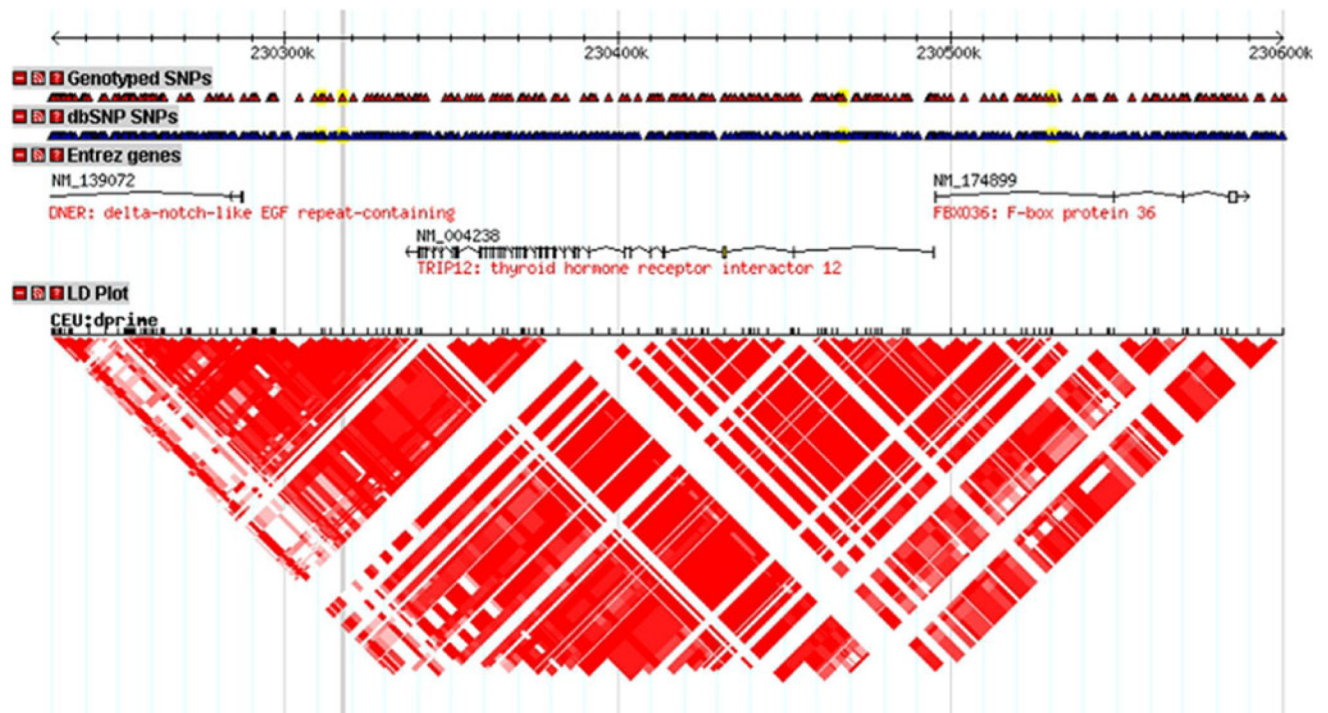 230300k 230400k 230500k 230600k
Genotyped SNPs
dbSNP SNPs
Entrez genes
NM_139072 NM_174899
DNER: delta-notch-like EGF repeat-containing FBXO36: F-box protein 36
NM_004238
TRIP12: thyroid hormone receptor interactor 12
LD Plot
CEU:dprime